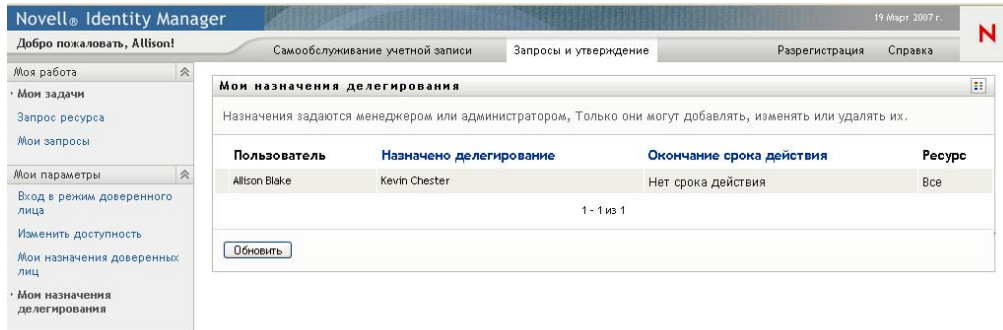 Novell® Identity Manager
19 Март 2007 г.
N
Добро пожаловать, Allison!
Самообслуживание учетной записи
Запросы и утверждение
Разрегистрация
Справка
Моя работа
Мои задачи
Запрос ресурса
Мои запросы
Мои параметры
Вход в режим доверенного
лица
Изменить доступность
Мои назначения доверенных
лиц
Мои назначения
делегирования
Мои назначения делегирования
Назначения задаются менеджером или администратором, Только они могут добавлять, изменять или удалять их.
Пользователь Назначено делегирование Окончание срока действия Ресурс
Allison Blake Kevin Chester Нет срока действия Все
1 - 1 из 1
Обновить